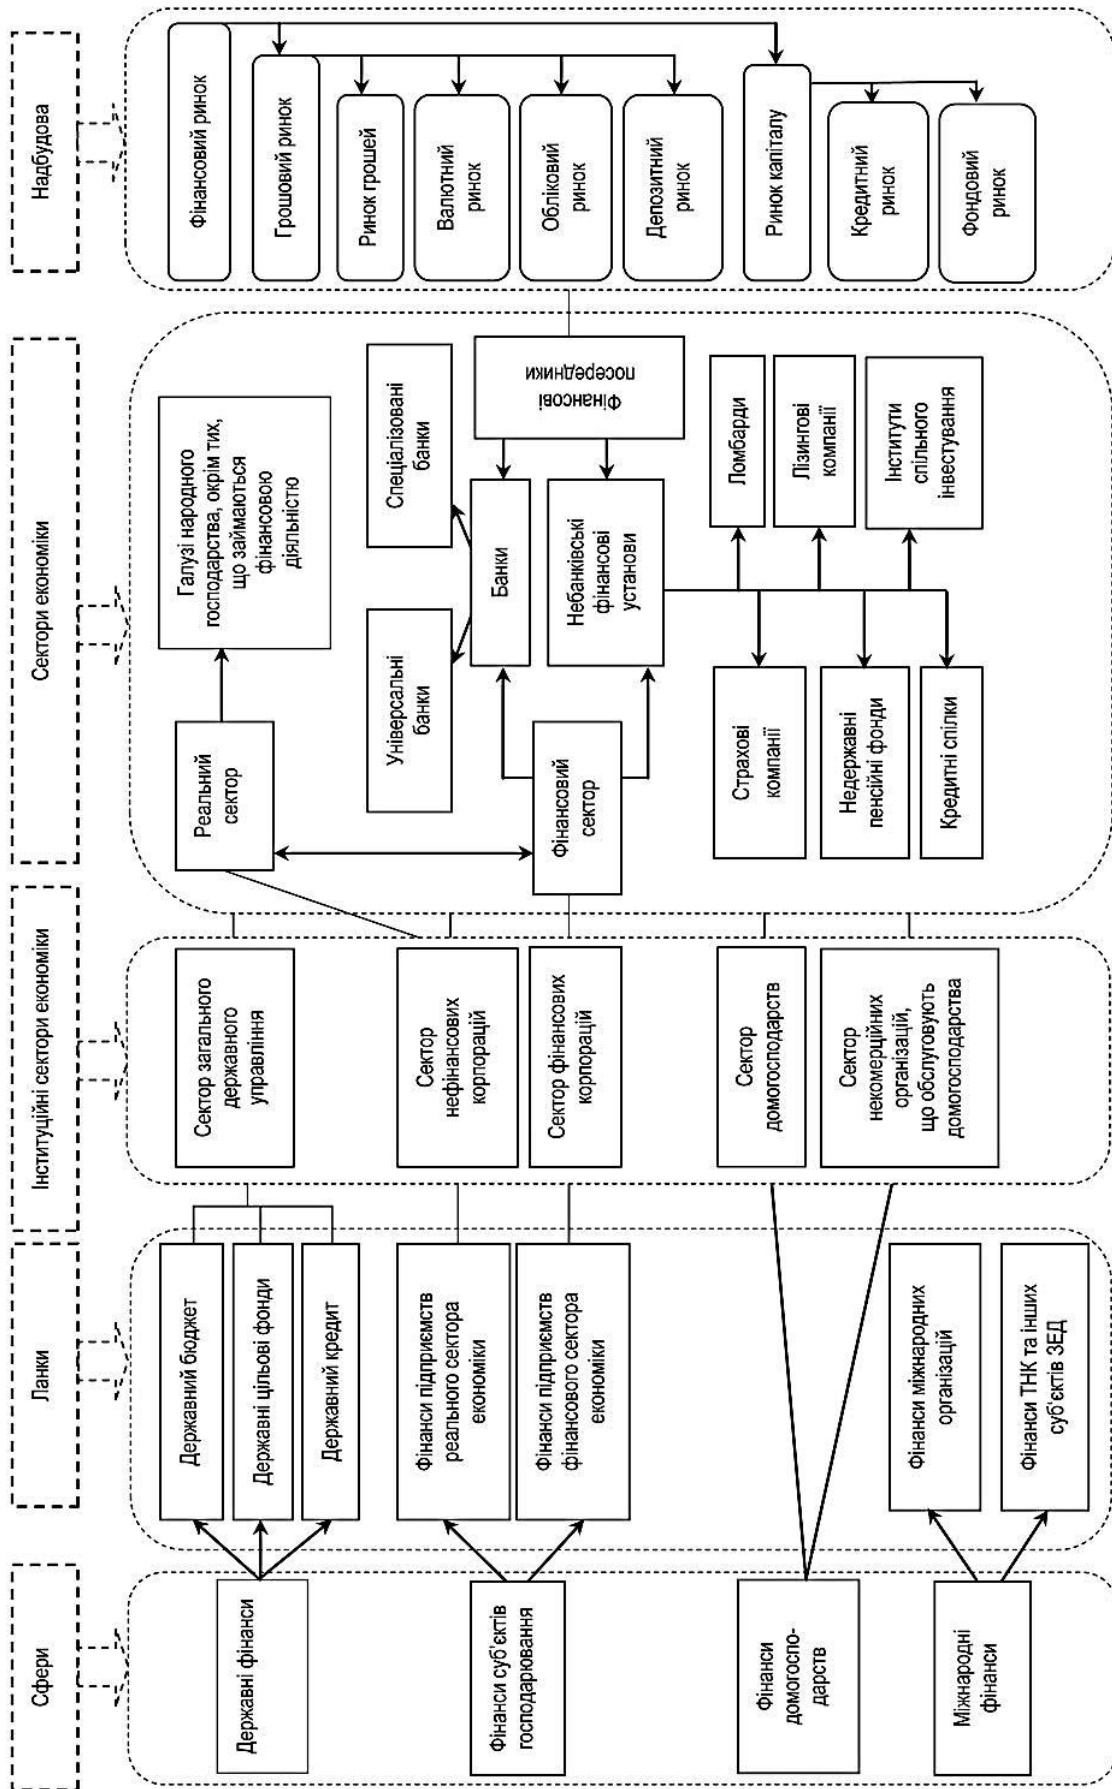 Сфери
Ланки
Інституційні сектори економіки
Сектори економіки
Надбудова
Державні фінанси
Фінанси суб'єктів
господарювання
Фінанси
домогоспо-
дарств
Міжнародні
фінанси
Державний бюджет
Державні цільові фонди
Державний кредит
Фінанси підприємств
реального сектора
економіки
Фінанси підприємств
фінансового сектора
економіки
Фінанси міжнародних
організацій
Фінанси ТНК та інших
суб'єктів ЗЕД
Сектор загального
державного
управління
Сектор
нефінансових
корпорацій
Сектор фінансових
корпорацій
Сектор
домогосподарств
Сектор
некомерційних
організацій,
що обслуговують
домогосподарства
Реальний
сектор
Галузі народного
господарства, окрім тих,
що займаються
фінансовою
діяльністю
Універсальні
банки
Спеціалізовані
банки
Банки
Фінансовий
сектор
Небанківські
фінансові
установи
Фінансові
посередники
Страхові
компанії
Недержавні
пенсійні фонди
Кредитні спілки
Ломбарди
Лізингові
компанії
Інститути
спільного
інвестування
Фінансовий ринок
Грошовий ринок
Ринок грошей
Валютний
ринок
Обліковий
ринок
Депозитний
ринок
Ринок капіталу
Кредитний
ринок
Фондовий
ринок